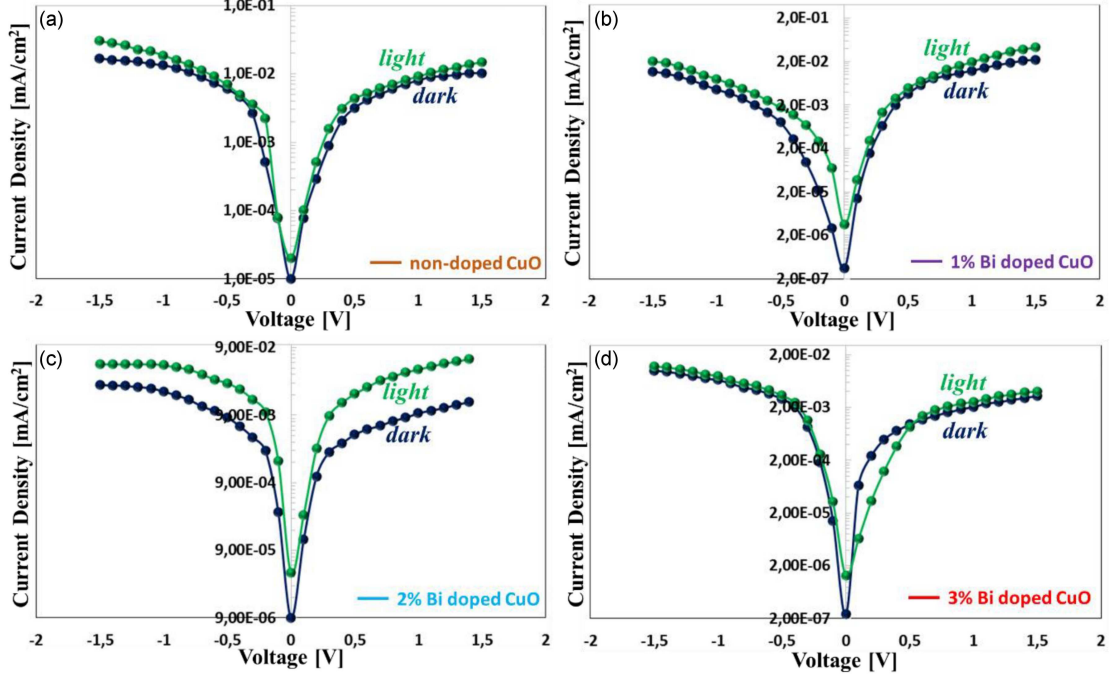 (a)
Current Density [mA/cm²]
1,0E-01
1,0E-02
1,0E-03
1,0E-04
1,0E-05
light
dark
non-doped CuO
-2 -1,5 -1 -0,5 0 0,5 1 1,5 2
Voltage [V]
(b)
Current Density [mA/cm²]
2,0E-01
2,0E-02
2,0E-03
2,0E-04
2,0E-05
2,0E-06
2,0E-07
light
dark
1% Bi doped CuO
-2 -1,5 -1 -0,5 0 0,5 1 1,5 2
Voltage [V]
(c)
Current Density [mA/cm²]
9,00E-02
9,00E-03
9,00E-04
9,00E-05
9,00E-06
light
dark
2% Bi doped CuO
-2 -1,5 -1 -0,5 0 0,5 1 1,5 2
Voltage [V]
(d)
Current Density [mA/cm²]
2,00E-02
2,00E-03
2,00E-04
2,00E-05
2,00E-06
2,00E-07
light
dark
3% Bi doped CuO
-2 -1,5 -1 -0,5 0 0,5 1 1,5 2
Voltage [V]